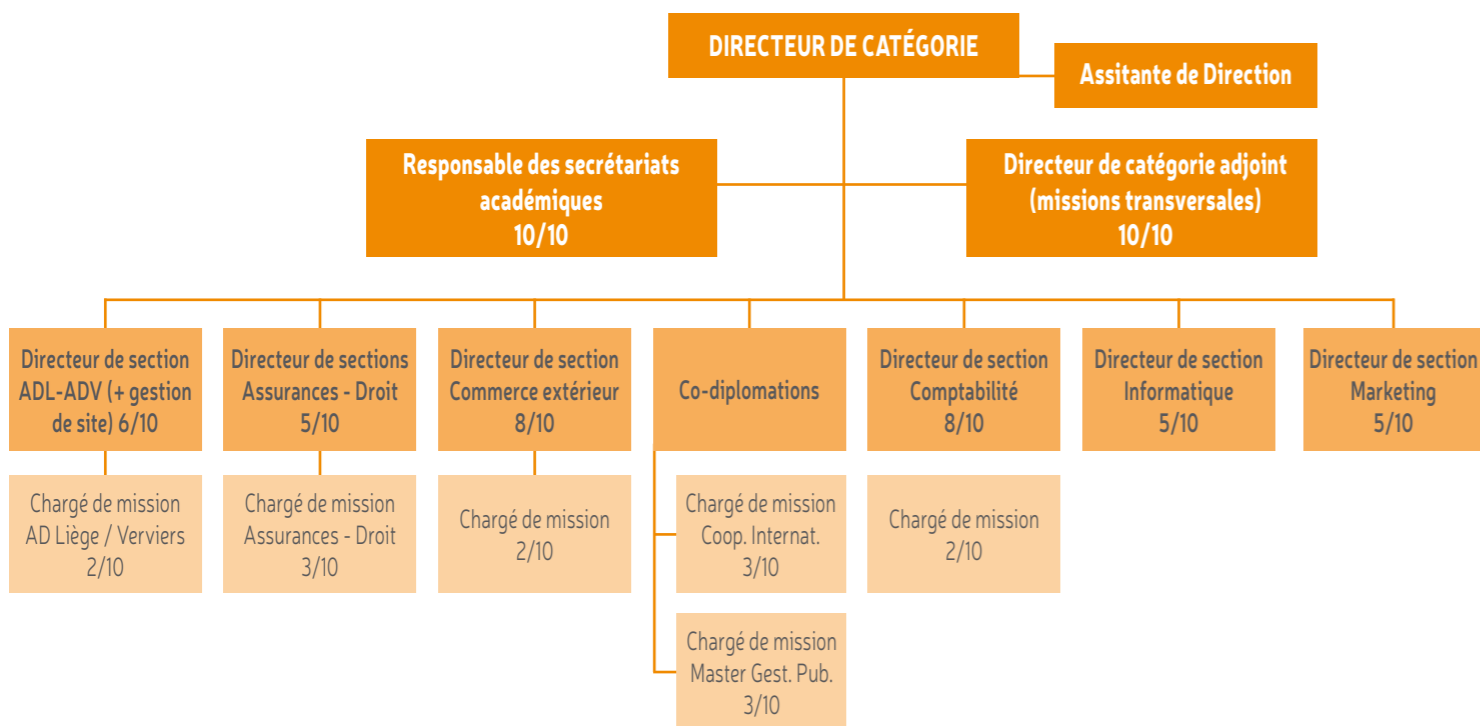 DIRECTEUR DE CATÉGORIE
Assitante de Direction
Responsable des secrétariats
académiques
10/10
Directeur de catégorie adjoint
(missions transversales)
10/10
Directeur de section
ADL-ADV (+ gestion
de site) 6/10
Directeur de sections
Assurances - Droit
5/10
Directeur de section
Commerce extérieur
8/10
Co-diplomations
Directeur de section
Comptabilité
8/10
Directeur de section
Informatique
5/10
Directeur de section
Marketing
5/10
Chargé de mission
AD Liège / Verviers
2/10
Chargé de mission
Assurances - Droit
3/10
Chargé de mission
2/10
Chargé de mission
Coop. Internat.
3/10
Chargé de mission
2/10
Chargé de mission
Master Gest. Pub.
3/10